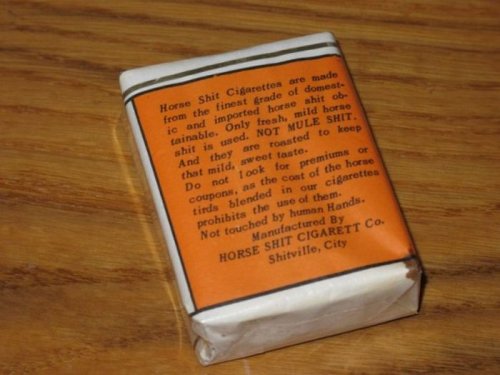 Horse Shit Cigarettes are made
from the finest grade of domest-
ic and imported horse shit ob-
tainable. Only fresh, mild horse
shit is used. NOT MULE SHIT.
And they are roasted to keep
that mild, sweet taste.
Do not look for premiums or
coupons, as the cost of the horse
tirds blended in our cigarettes
prohibits the use of them.
Not touched by human Hands.
Manufactured By
HORSE SHIT CIGARETT Co.
Shitville, City